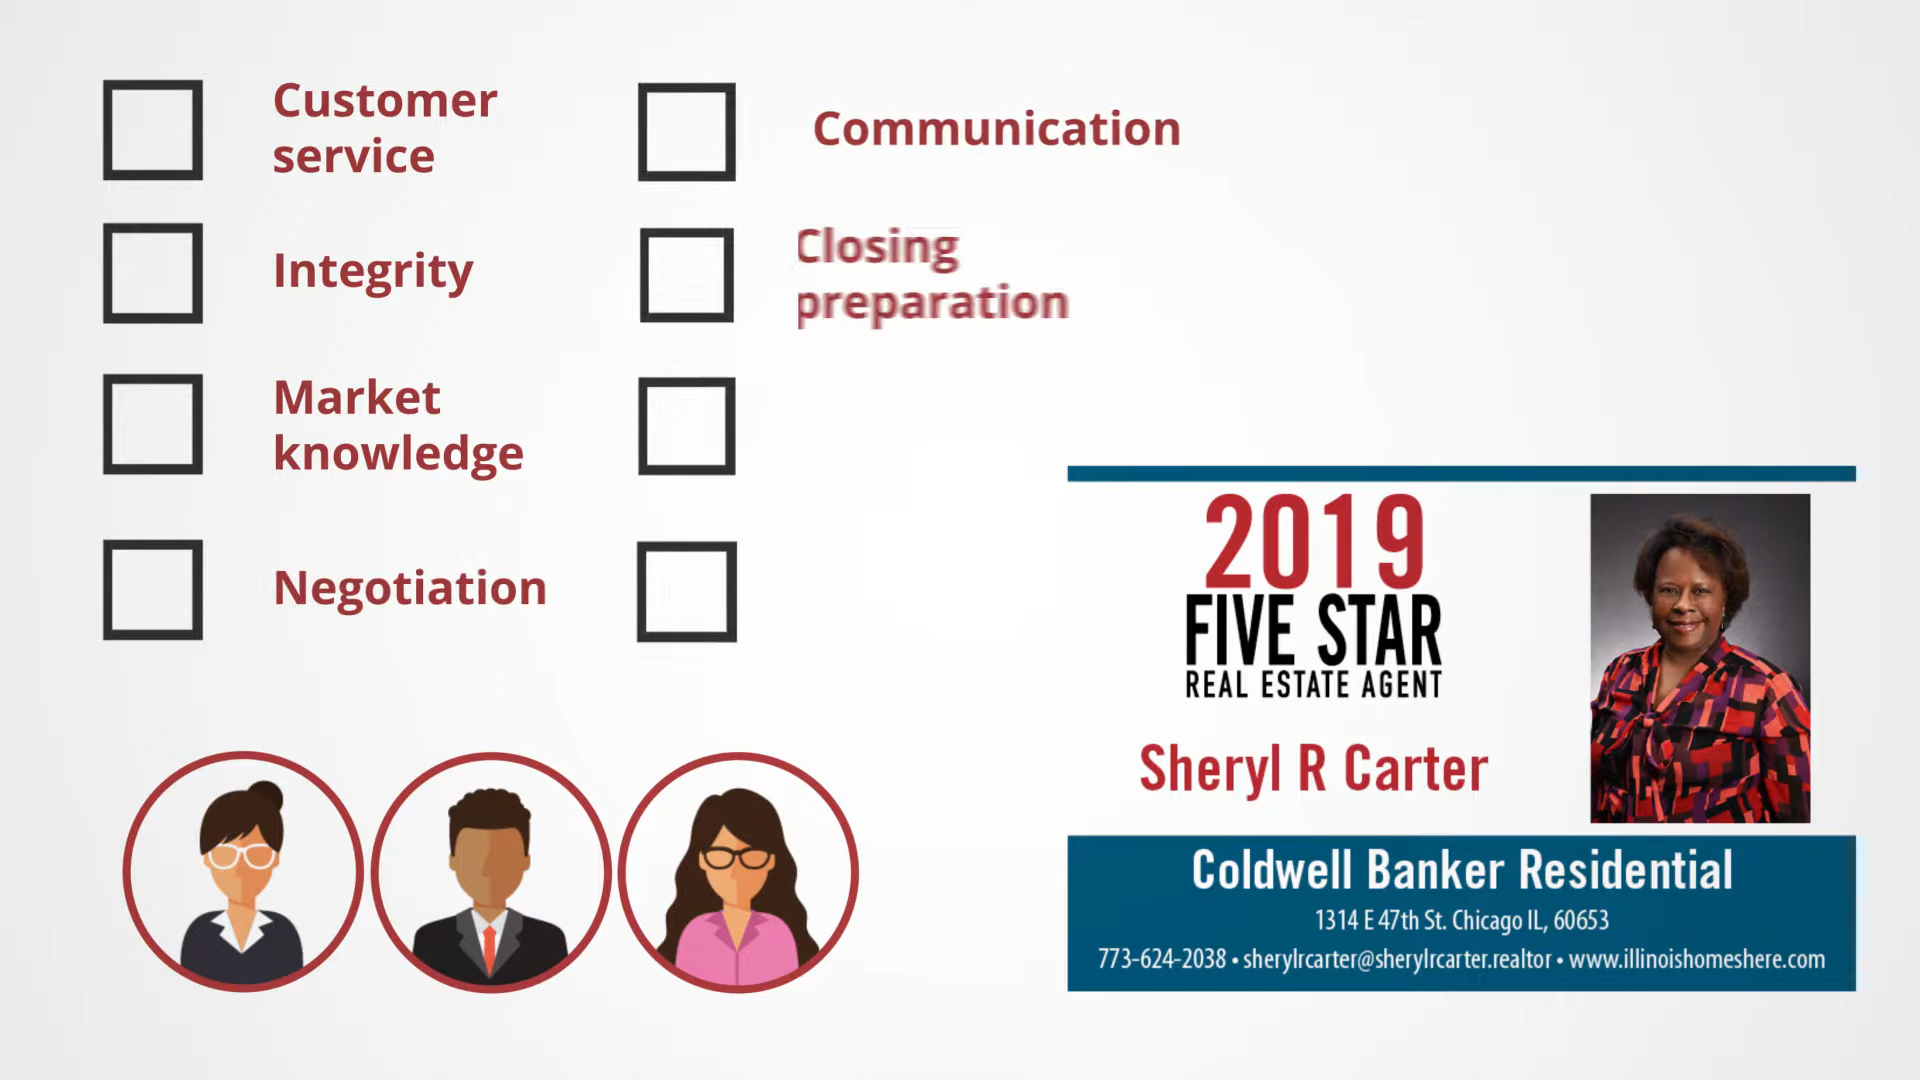 Customer
service
Integrity
Market
knowledge
Negotiation
Communication
Closing
preparation
2019
FIVE STAR
REAL ESTATE AGENT
Sheryl R Carter
Coldwell Banker Residential
1314 E 47th St. Chicago IL, 60653
773-624-2038 • sherylrcarter@sherylrcarter.realtor • www.illinoishomeshere.com